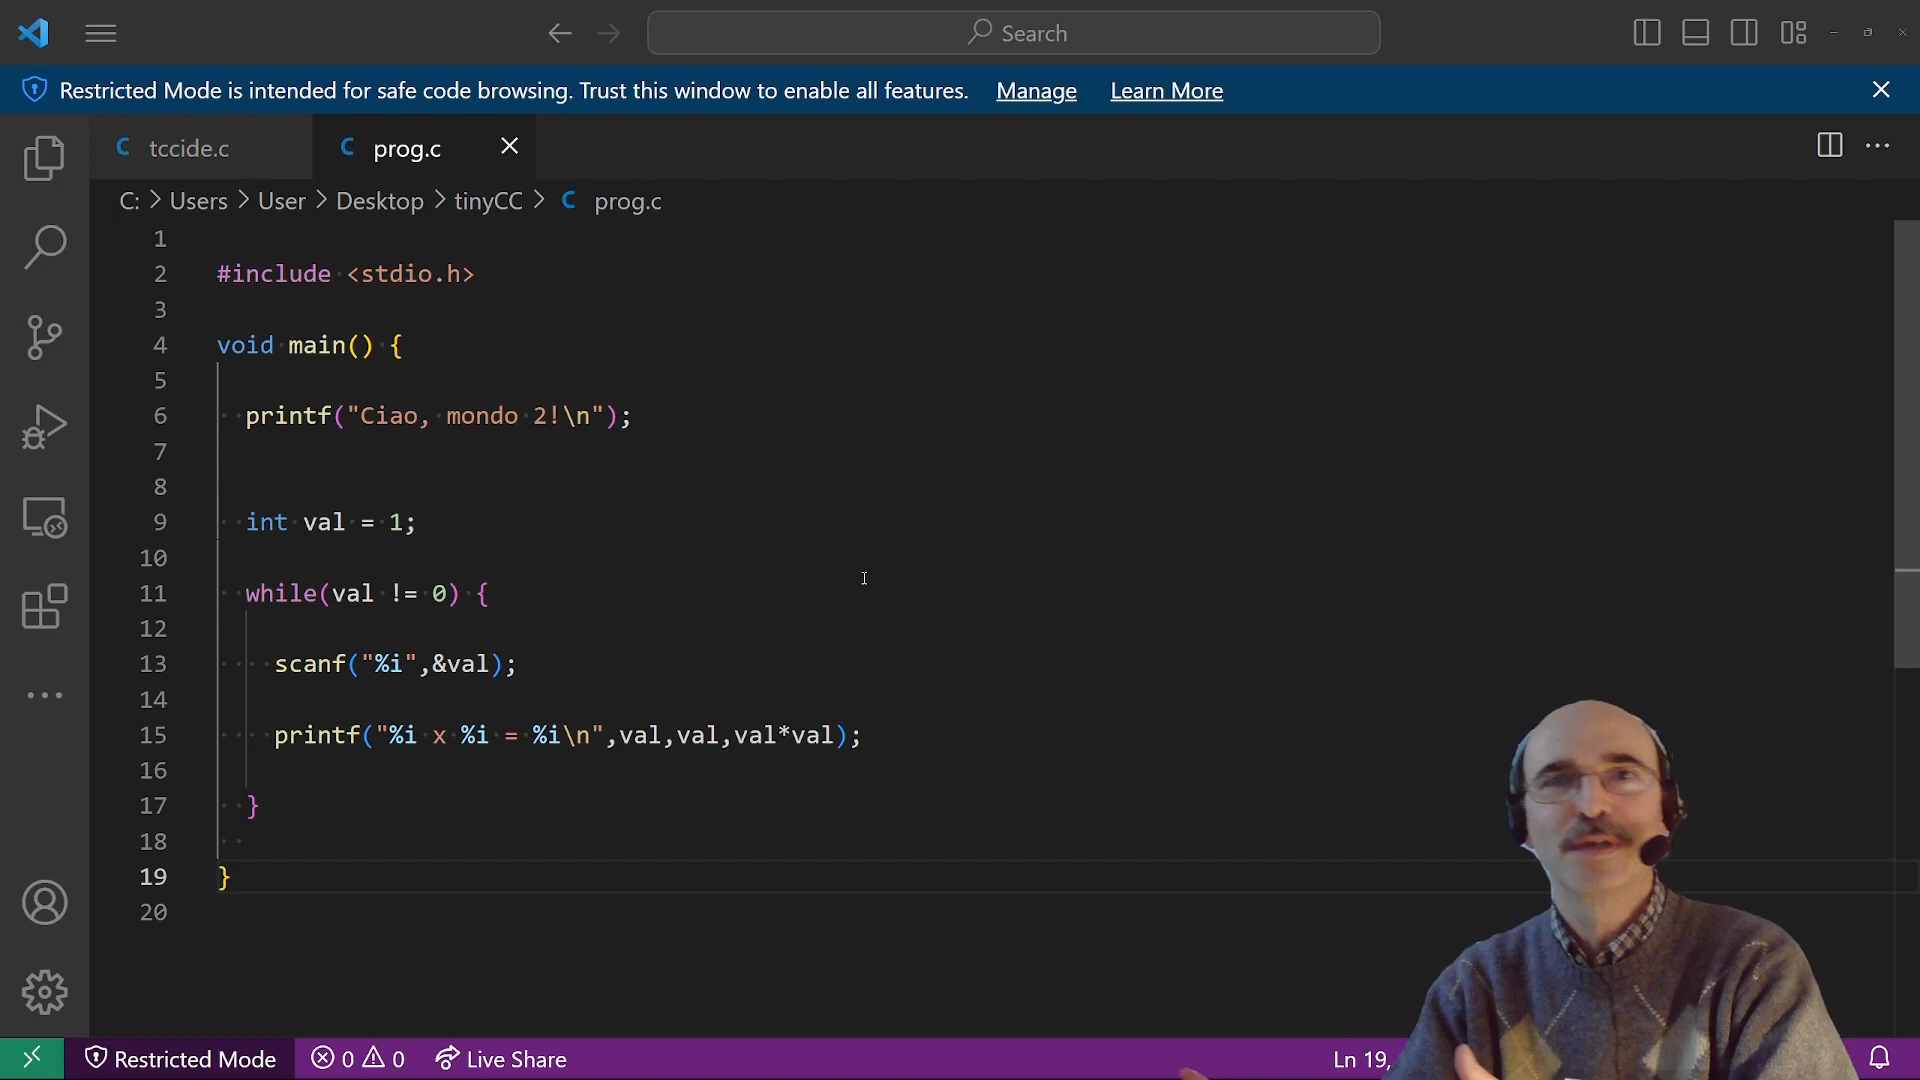 Search
Restricted Mode is intended for safe code browsing. Trust this window to enable all features. Manage Learn More
C tccide.c C prog.c
C: > Users > User > Desktop > tinyCC > C prog.c
1
2 #include <stdio.h>
3
4 void main() {
5
6 printf("Ciao, mondo 2!\n");
7
8
9 int val = 1;
10
11 while(val != 0) {
12
13 scanf("%i",&val);
14
15 printf("%i x %i = %i\n",val,val,val*val);
16
17 }
18
19 }
20
Restricted Mode 0 0 Live Share Ln 19,